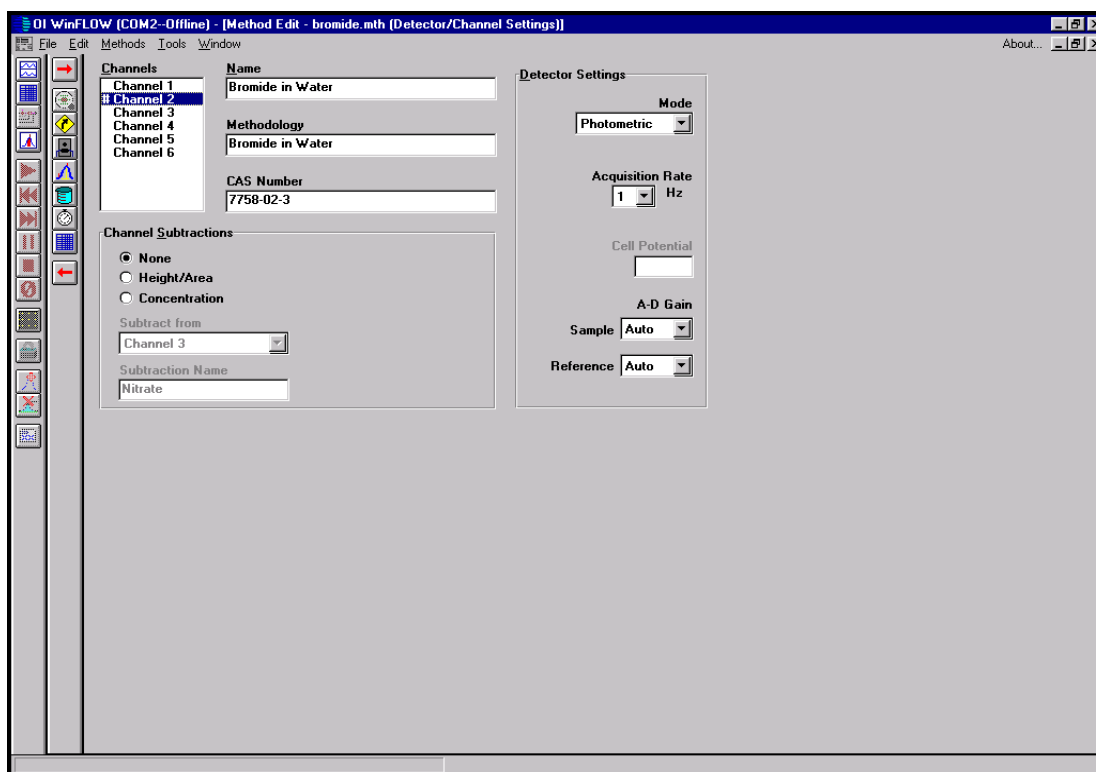 OI WinFLOW (COM2--Offline) - [Method Edit - bromide.mth (Detector/Channel Settings)]
File Edit Methods Tools Window About...
Channels
Channel 1
# Channel 2
Channel 3
Channel 4
Channel 5
Channel 6
Name
Bromide in Water
Methodology
Bromide in Water
CAS Number
7758-02-3
Channel Subtractions
None
Height/Area
Concentration
Subtract from
Channel 3
Subtraction Name
Nitrate
Detector Settings
Mode
Photometric
Acquisition Rate
1 Hz
Cell Potential
A-D Gain
Sample Auto
Reference Auto